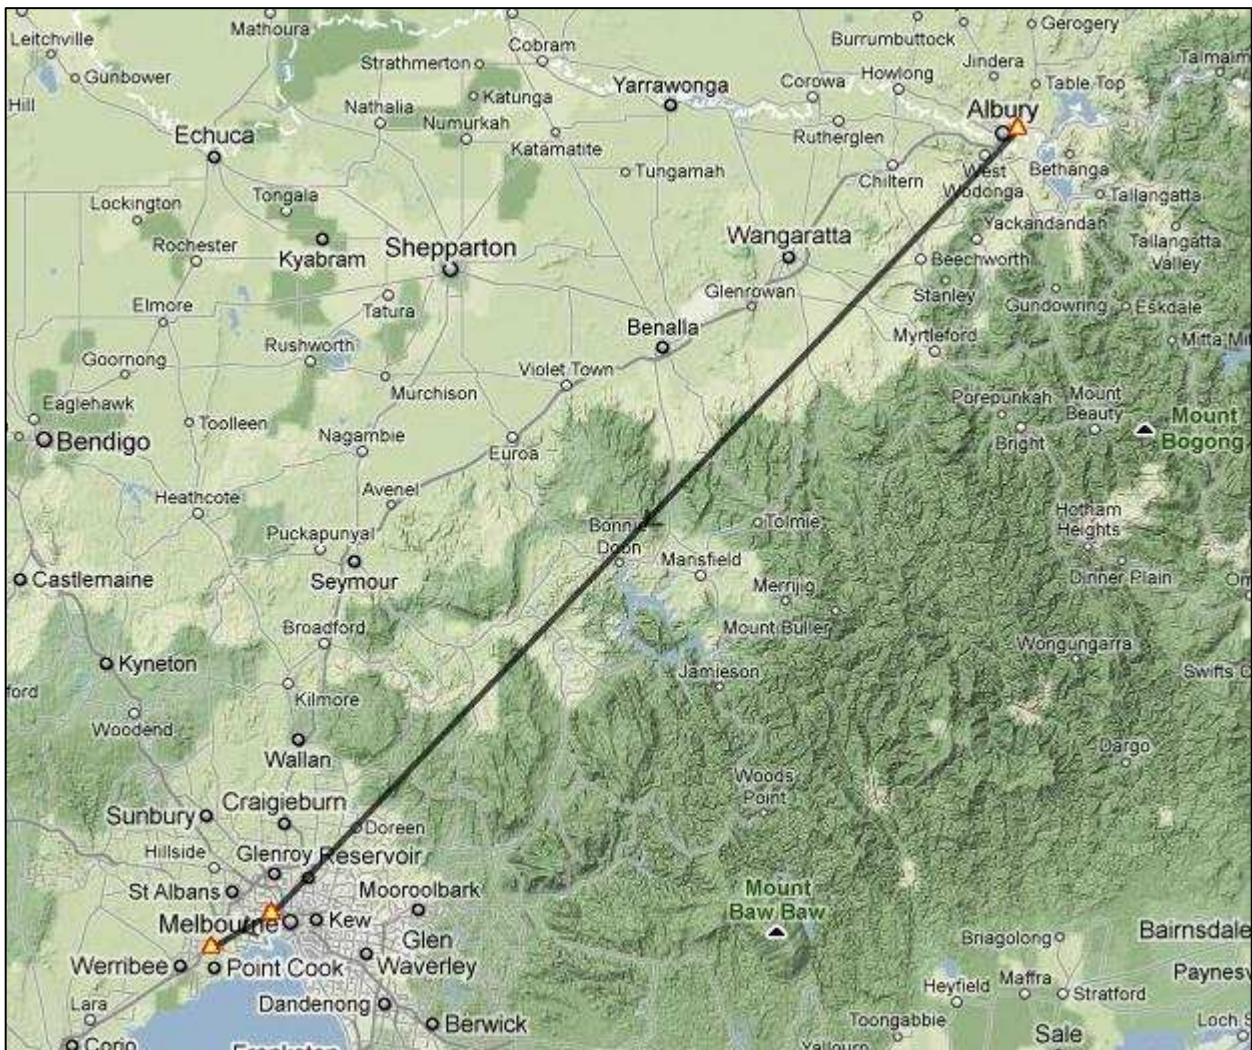 Leitchville
Mathoura
Gerogery
Burrumbuttock
Cobram
Strathmerton
Jindera
Gunbower
Howlong
Table Top
Yarrawonga
Corowa
Katunga
Hill
Nathalia
Albury
Numurkah
Rutherglen
Echuca
Katamatite
Tungamah
West
Wodonga
Bethanga
Chiltern
Tongala
Tallangatta
Lockington
Yackandandah
Wangaratta
Rochester
Shepparton
Tallangatta
Valley
Kyabram
Beechworth
Glenrowan
Stanley
Gundowring
Eskdale
Elmore
Tatura
Benalla
Rushworth
Myrtleford
Goornong
Violet Town
Murchison
Porepunkah
Mount
Beauty
Eaglehawk
Mount
Bogong
Toolleen
Nagambie
Bendigo
Bright
Euroa
Avenel
Heathcote
Hotham
Heights
Bonnie
Doon
Tolmie
Puckapunyal
Mansfield
Castlemaine
Seymour
Dinner Plain
Merrijig
Broadford
Mount Buller
Wongungarra
Kyneton
Jamieson
Swifts C
ford
Kilmore
Woodend
Dargo
Wallan
Woods
Point
Craigieburn
Sunbury
Doreen
Hillside
Glenroy
Reservoir
St Albans
Mooroolbark
Mount
Baw Baw
Melbourne
Kew
Bairnsdale
Briagolong
Glen
Waverley
Werribee
Point Cook
Paynesv
Maffra
Heyfield
Stratford
Lara
Dandenong
Berwick
Toongabbie
Loch S
Sale
Corio